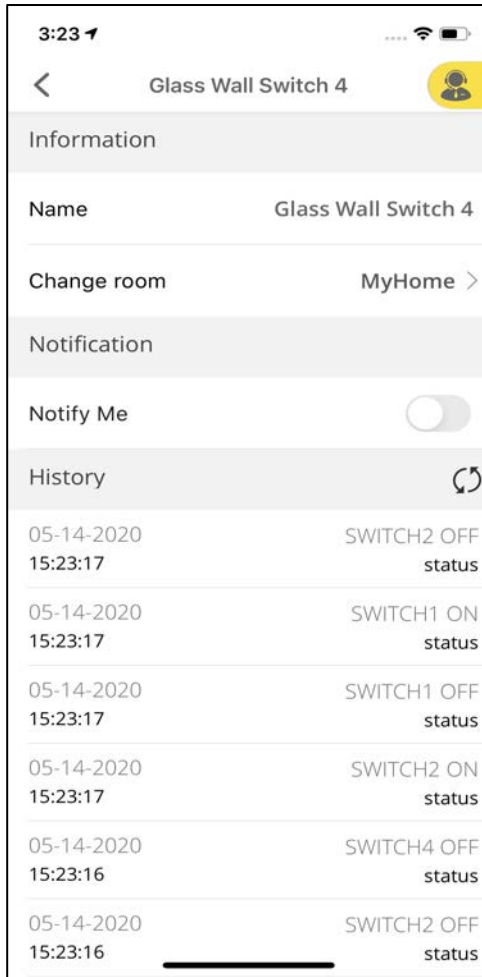 3:23
Glass Wall Switch 4
Information
Name Glass Wall Switch 4
Change room MyHome >
Notification
Notify Me
History
05-14-2020 SWITCH2 OFF
15:23:17 status
05-14-2020 SWITCH1 ON
15:23:17 status
05-14-2020 SWITCH1 OFF
15:23:17 status
05-14-2020 SWITCH2 ON
15:23:17 status
05-14-2020 SWITCH4 OFF
15:23:16 status
05-14-2020 SWITCH2 OFF
15:23:16 status